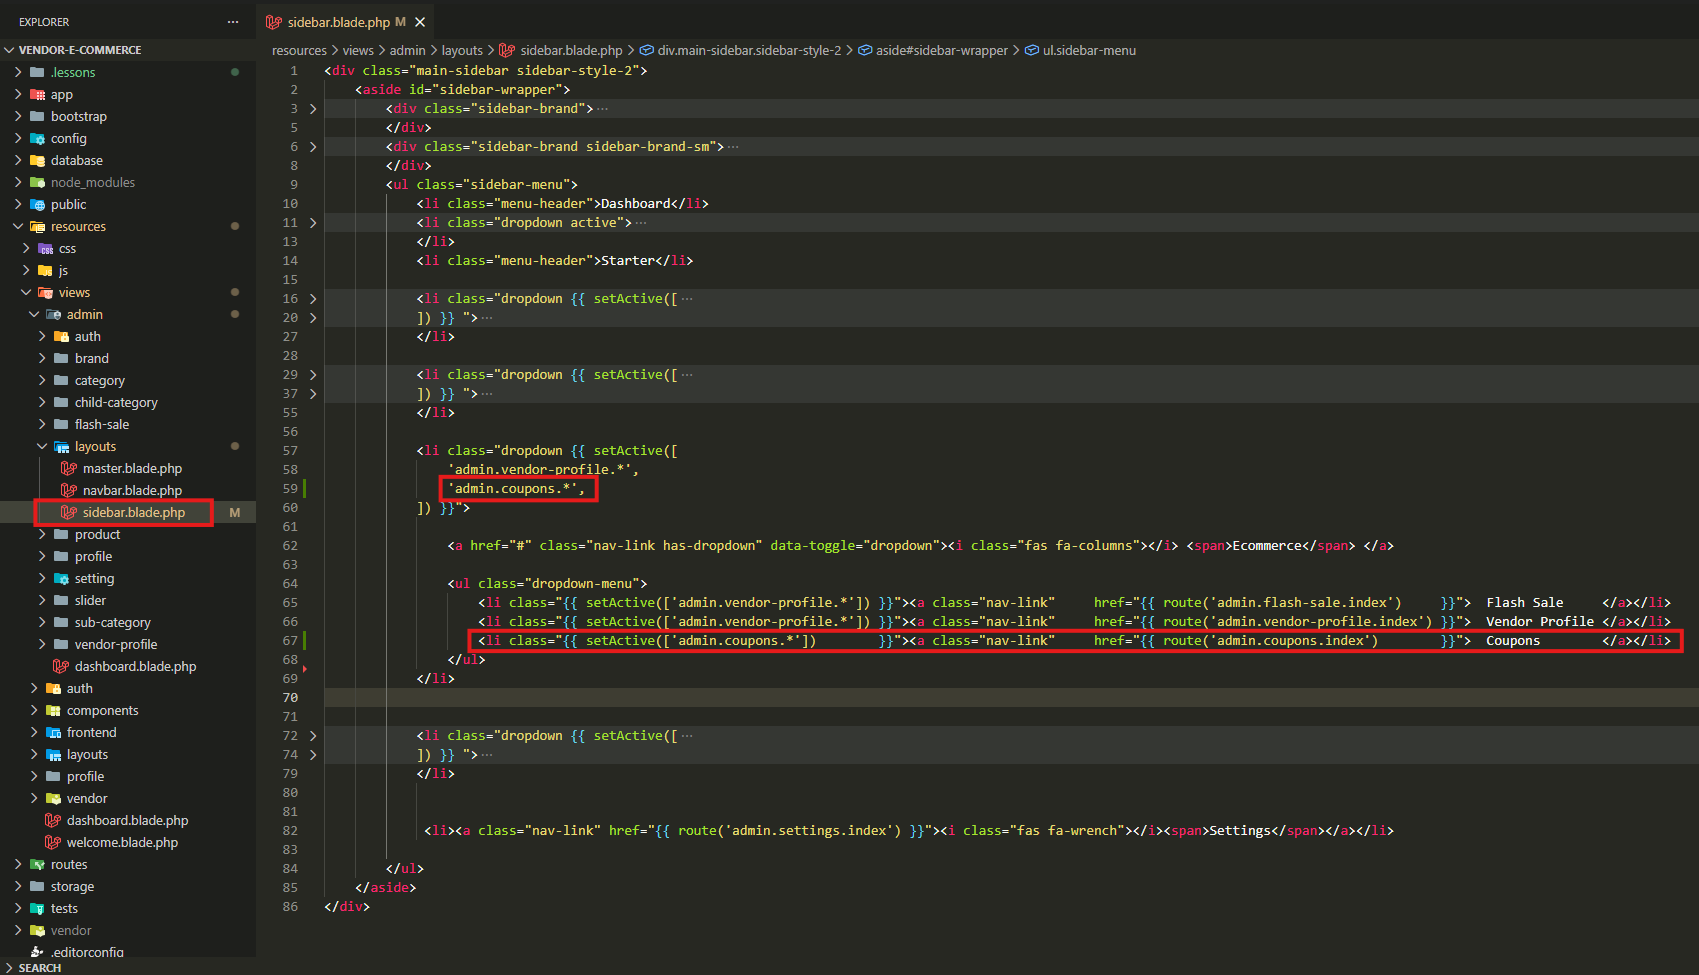 EXPLORER ···
VENDOR-E-COMMERCE
.lessons
app
bootstrap
config
database
node_modules
public
resources
css
js
views
admin
auth
brand
category
child-category
flash-sale
layouts
master.blade.php
navbar.blade.php
sidebar.blade.php M
product
profile
setting
slider
sub-category
vendor-profile
dashboard.blade.php
auth
components
frontend
layouts
profile
vendor
dashboard.blade.php
welcome.blade.php
routes
storage
tests
vendor
.editorconfig
SEARCH
sidebar.blade.php M
resources > views > admin > layouts > sidebar.blade.php > div.main-sidebar.sidebar-style-2 > aside#sidebar-wrapper > ul.sidebar-menu
1 <div class="main-sidebar sidebar-style-2">
2 <aside id="sidebar-wrapper">
3 <div class="sidebar-brand"> ···
5 </div>
6 <div class="sidebar-brand sidebar-brand-sm"> ···
8 </div>
9 <ul class="sidebar-menu">
10 <li class="menu-header">Dashboard</li>
11 <li class="dropdown active"> ···
13 </li>
14 <li class="menu-header">Starter</li>
15
16 <li class="dropdown {{ setActive([ ···
20 ]) }} "> ···
27 </li>
28
29 <li class="dropdown {{ setActive([ ···
37 ]) }} "> ···
55 </li>
56
57 <li class="dropdown {{ setActive([
58 'admin.vendor-profile.*',
59 'admin.coupons.*',
60 ]) }}">
61
62 <a href="#" class="nav-link has-dropdown" data-toggle="dropdown"><i class="fas fa-columns"></i> <span>Ecommerce</span> </a>
63
64 <ul class="dropdown-menu">
65 <li class="{{ setActive(['admin.vendor-profile.*']) }}"><a class="nav-link" href="{{ route('admin.flash-sale.index') }}"> Flash Sale </a></li>
66 <li class="{{ setActive(['admin.vendor-profile.*']) }}"><a class="nav-link" href="{{ route('admin.vendor-profile.index') }}"> Vendor Profile </a></li>
67 <li class="{{ setActive(['admin.coupons.*']) }}"><a class="nav-link" href="{{ route('admin.coupons.index') }}"> Coupons </a></li>
68 </ul>
69 </li>
70
71
72 <li class="dropdown {{ setActive([ ···
74 ]) }} "> ···
79 </li>
80
81
82 <li><a class="nav-link" href="{{ route('admin.settings.index') }}"><i class="fas fa-wrench"></i><span>Settings</span></a></li>
83
84 </ul>
85 </aside>
86 </div>